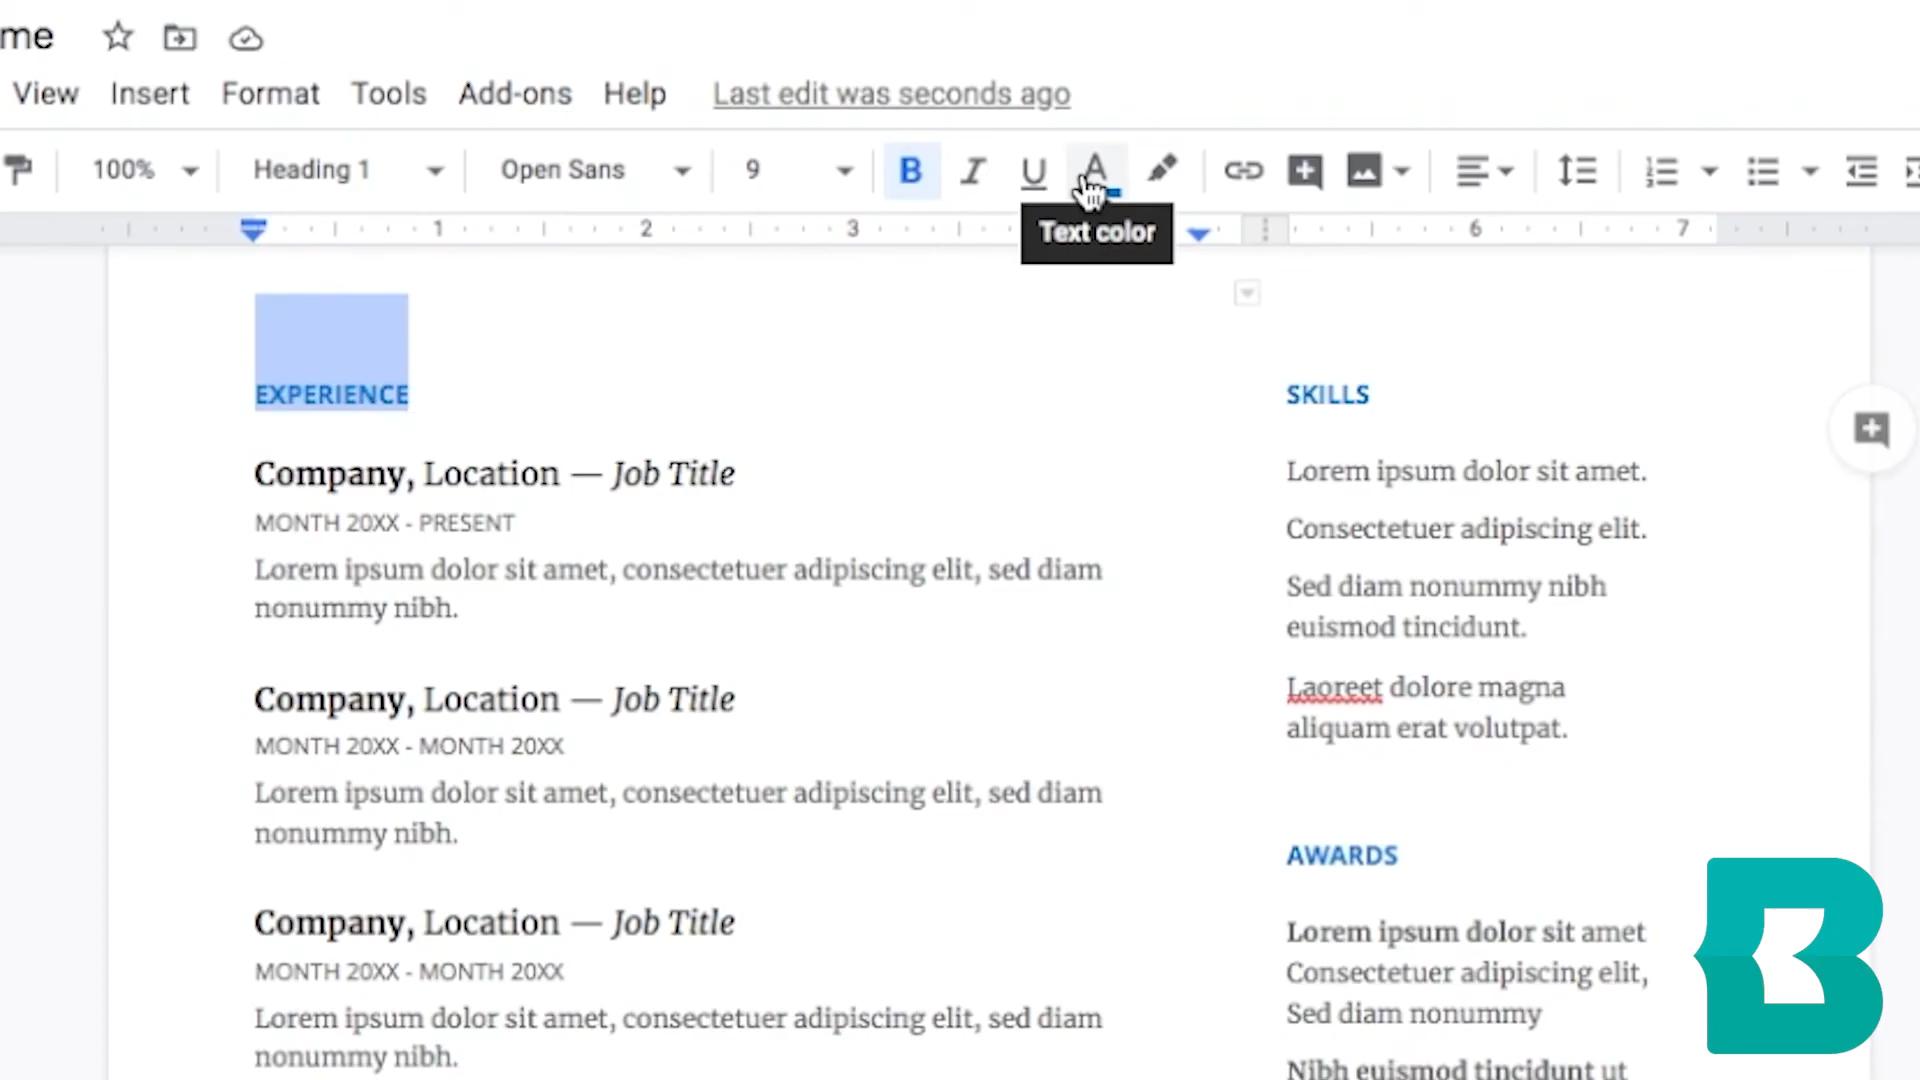 me
View Insert Format Tools Add-ons Help Last edit was seconds ago
100% Heading 1 Open Sans 9 B I U A
1 2 3 6 7
Text color
EXPERIENCE
Company, Location — Job Title
MONTH 20XX - PRESENT
Lorem ipsum dolor sit amet, consectetuer adipiscing elit, sed diam
nonummy nibh.
Company, Location — Job Title
MONTH 20XX - MONTH 20XX
Lorem ipsum dolor sit amet, consectetuer adipiscing elit, sed diam
nonummy nibh.
Company, Location — Job Title
MONTH 20XX - MONTH 20XX
Lorem ipsum dolor sit amet, consectetuer adipiscing elit, sed diam
nonummy nibh.
SKILLS
Lorem ipsum dolor sit amet.
Consectetuer adipiscing elit.
Sed diam nonummy nibh
euismod tincidunt.
Laoreet dolore magna
aliquam erat volutpat.
AWARDS
Lorem ipsum dolor sit amet
Consectetuer adipiscing elit,
Sed diam nonummy
Nibh euismod tincidunt ut
B